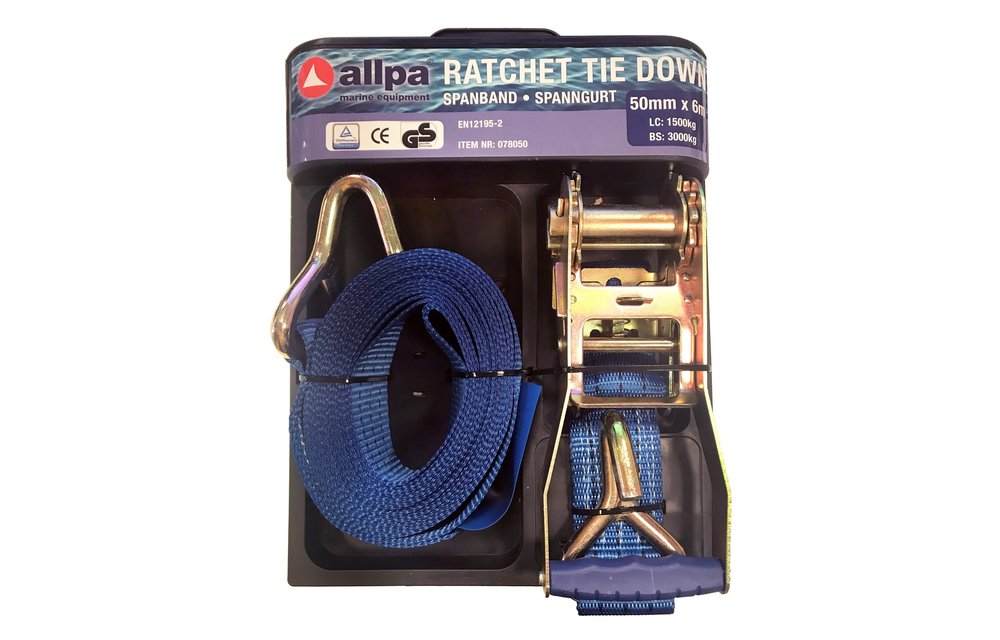 allpa®
marine equipment
RATCHET TIE DOWN
SPANBAND • SPANNGURT
50mm x 6m
LC: 1500kg
BS: 3000kg
CE
GS
EN12195-2
ITEM NR: 078050